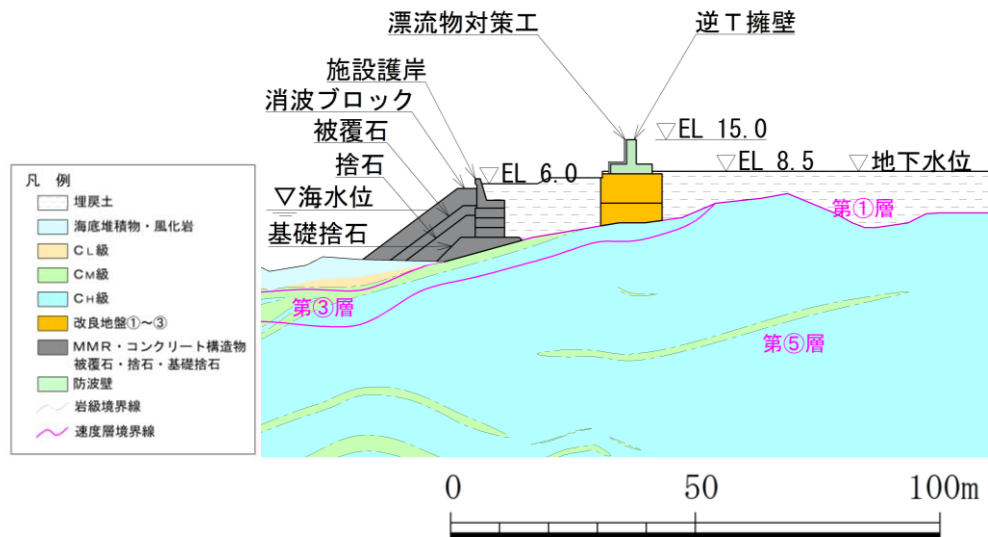 漂流物対策工
逆T擁壁
施設護岸
消波ブロック
被覆石
捨石
▽海水位
基礎捨石
▽EL 15.0
▽EL 8.5
▽地下水位
▽EL 6.0
第①層
第③層
第⑤層
凡 例
埋戻土
海底堆積物・風化岩
CL級
CM級
CH級
改良地盤①~③
MMR・コンクリート構造物
被覆石・捨石・基礎捨石
防波壁
岩級境界線
速度層境界線
0
50
100m